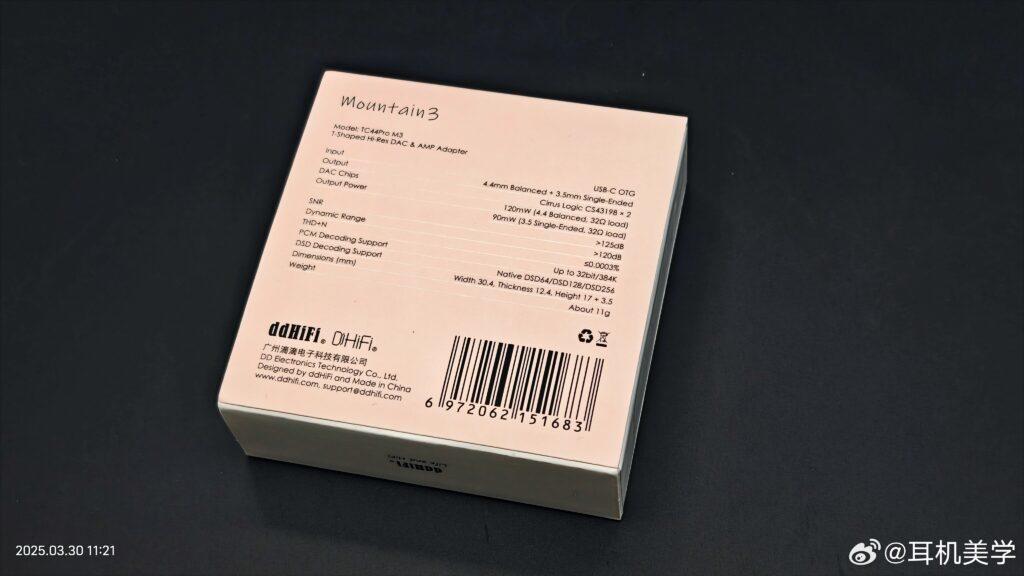 Mountain3
Model: TC44Pro M3
T-Shaped Hi-Res DAC & AMP Adapter
Input USB-C OTG
Output 4.4mm Balanced + 3.5mm Single-Ended
DAC Chips Cirrus Logic CS43198 × 2
Output Power 120mW (4.4 Balanced, 32Ω load)
90mW (3.5 Single-Ended, 32Ω load)
SNR >125dB
Dynamic Range >120dB
THD+N ≤0.0003%
PCM Decoding Support Up to 32bit/384K
DSD Decoding Support Native DSD64/DSD128/DSD256
Dimensions (mm) Width 30.4, Thickness 12.4, Height 17 + 3.5
Weight About 11g
ddHiFi® DIHiFi®
广州滴滴电子科技有限公司
DD Electronics Technology Co., Ltd.
Designed by ddHiFi and Made in China
www.ddhifi.com, support@ddhifi.com
6 972062 151683
ddHiFi®
Life and HiFi
2025.03.30 11:21
@耳机美学